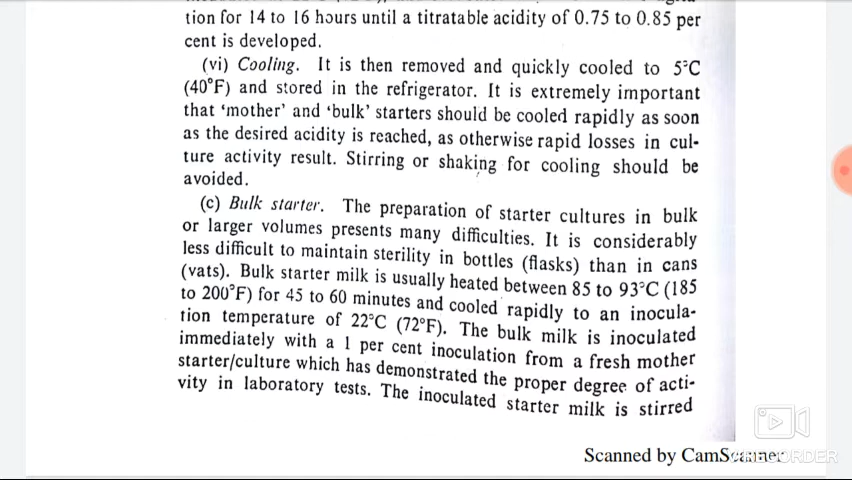 tion for 14 to 16 hours until a titratable acidity of 0.75 to 0.85 per
cent is developed.
(vi) Cooling. It is then removed and quickly cooled to 5°C
(40°F) and stored in the refrigerator. It is extremely important
that ‘mother’ and ‘bulk’ starters should be cooled rapidly as soon
as the desired acidity is reached, as otherwise rapid losses in cul-
ture activity result. Stirring or shaking for cooling should be
avoided.
(c) Bulk starter. The preparation of starter cultures in bulk
or larger volumes presents many difficulties. It is considerably
less difficult to maintain sterility in bottles (flasks) than in cans
(vats). Bulk starter milk is usually heated between 85 to 93°C (185
to 200°F) for 45 to 60 minutes and cooled rapidly to an inocula-
tion temperature of 22°C (72°F). The bulk milk is inoculated
immediately with a 1 per cent inoculation from a fresh mother
starter/culture which has demonstrated the proper degree of acti-
vity in laboratory tests. The inoculated starter milk is stirred
Scanned by CamScanner
RECORDER